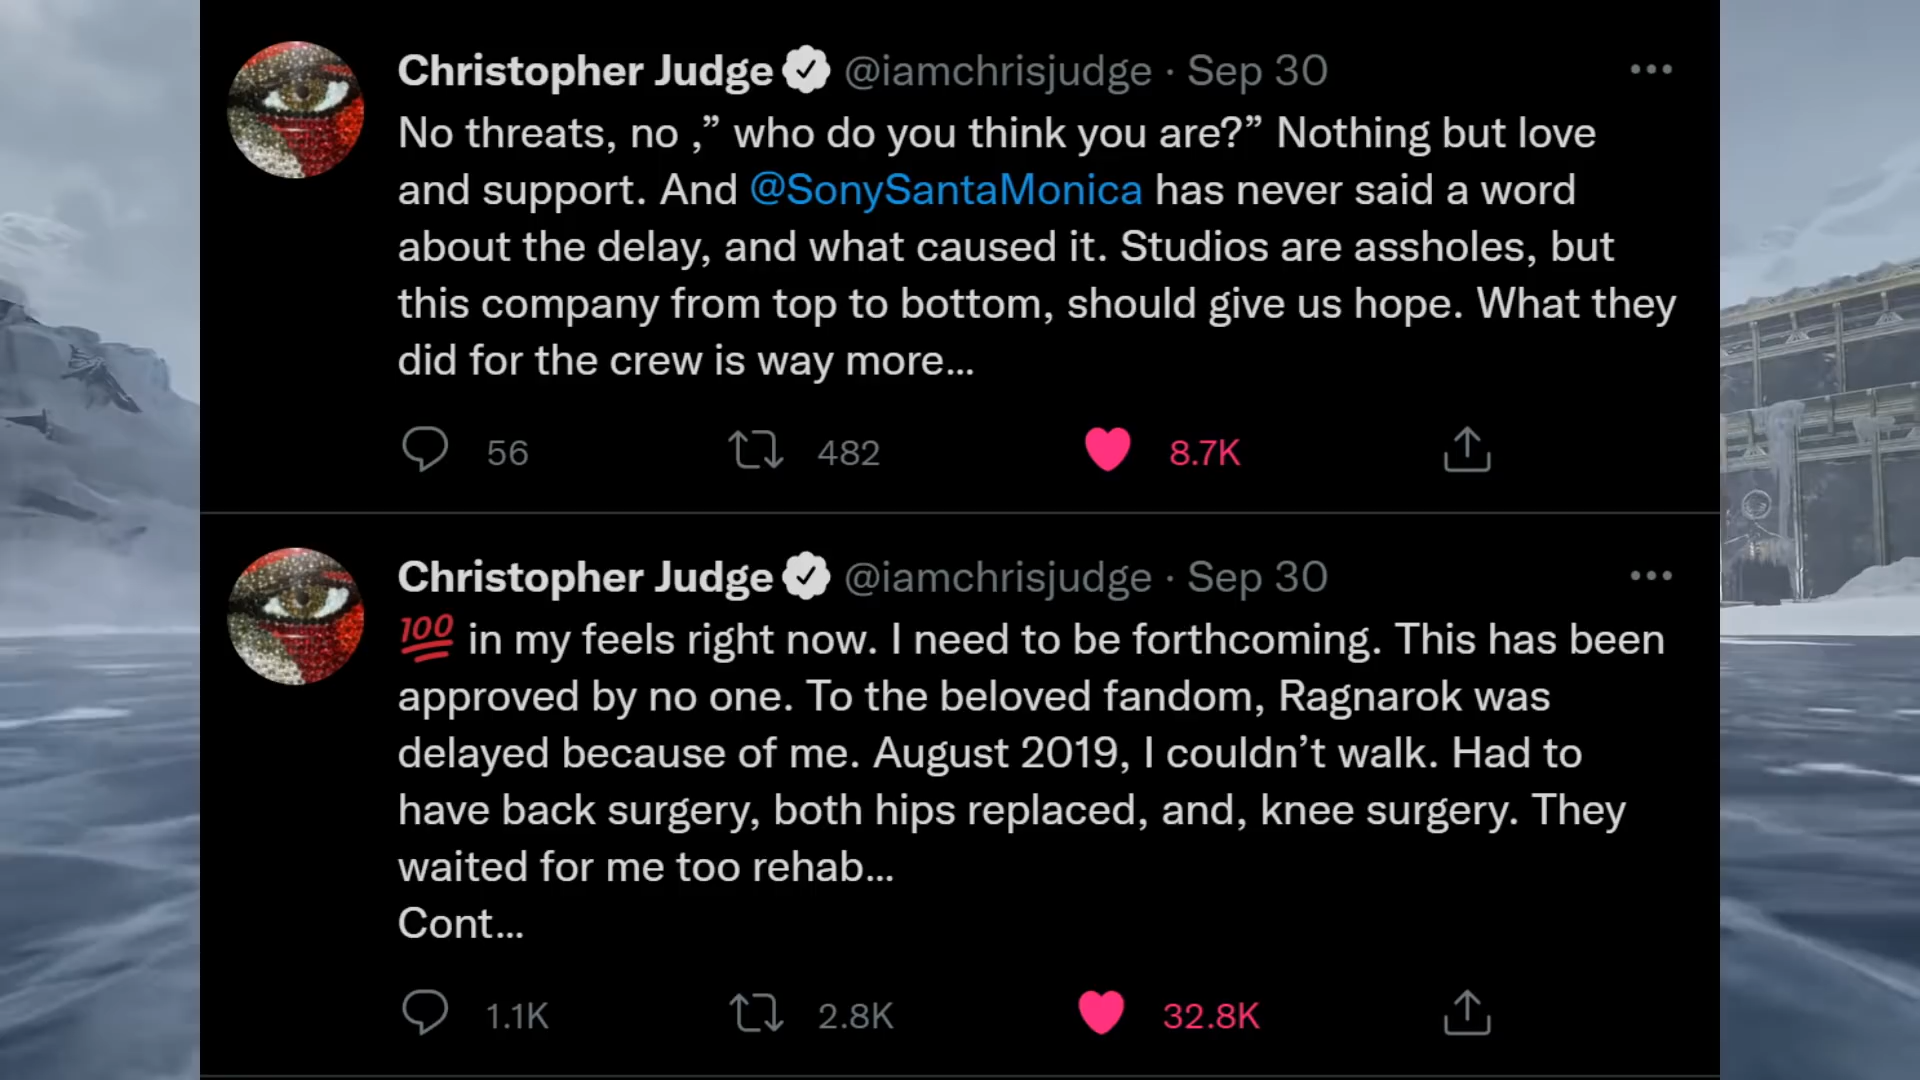 Christopher Judge @iamchrisjudge · Sep 30
No threats, no ,” who do you think you are?” Nothing but love
and support. And @SonySantaMonica has never said a word
about the delay, and what caused it. Studios are assholes, but
this company from top to bottom, should give us hope. What they
did for the crew is way more...
56 482 8.7K
Christopher Judge @iamchrisjudge · Sep 30
💯 in my feels right now. I need to be forthcoming. This has been
approved by no one. To the beloved fandom, Ragnarok was
delayed because of me. August 2019, I couldn’t walk. Had to
have back surgery, both hips replaced, and, knee surgery. They
waited for me too rehab...
Cont...
1.1K 2.8K 32.8K